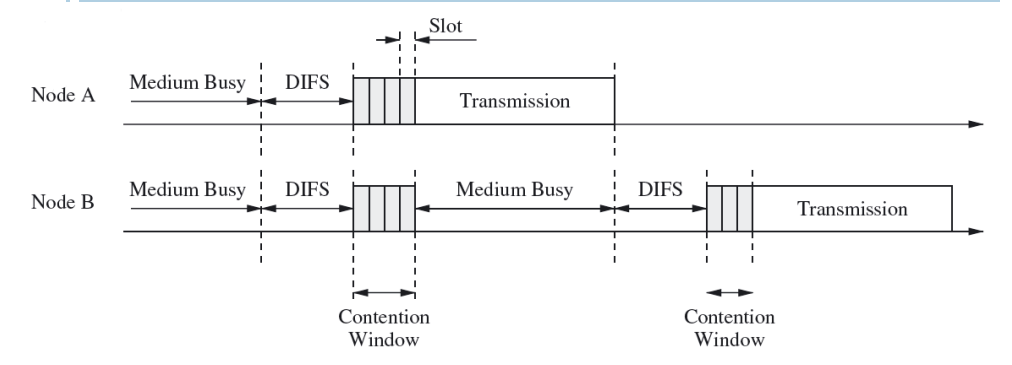 Slot
Node A
Medium Busy
DIFS
Transmission
Node B
Medium Busy
DIFS
Medium Busy
DIFS
Transmission
Contention
Window
Contention
Window